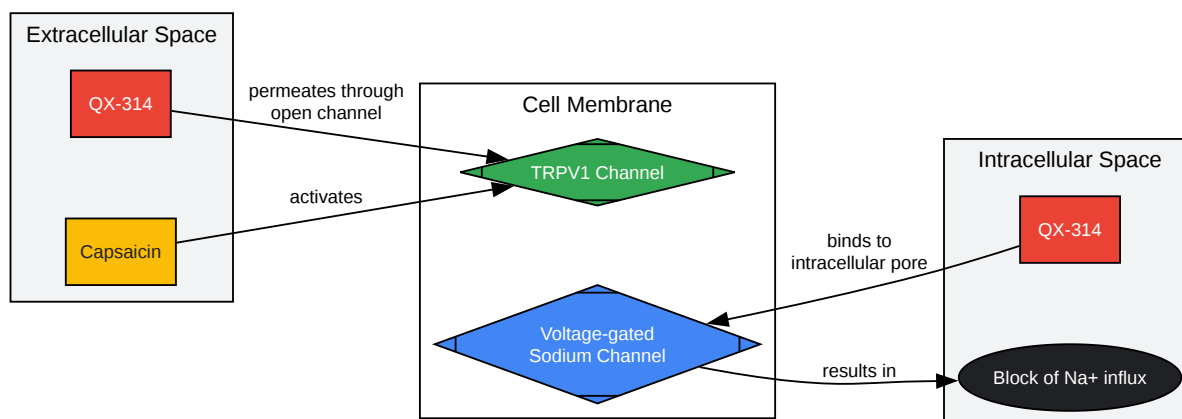 Extracellular Space
QX-314
Capsaicin
permeates through
open channel
activates
Cell Membrane
TRPV1 Channel
Voltage-gated
Sodium Channel
binds to
intracellular pore
results in
Intracellular Space
QX-314
Block of Na+ influx